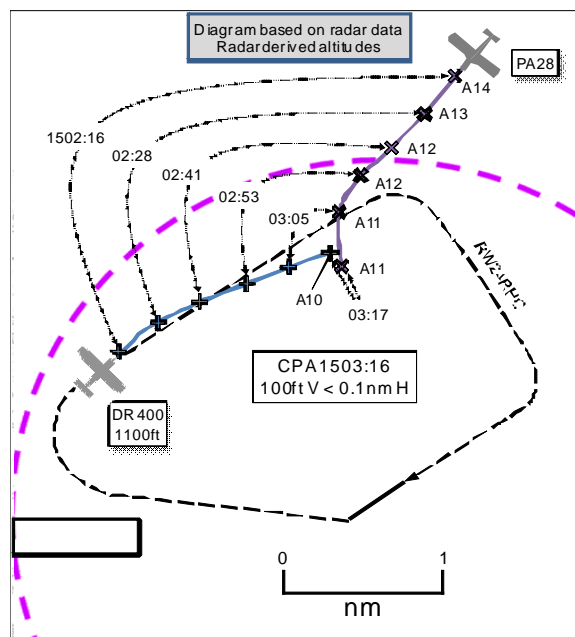 Diagram based on radar data
Radar derived altitudes
PA28
A14
A13
1502:16
A12
02:28
02:41
A12
02:53
03:05
A11
A11
A10
03:17
CPA1503:16
100ft V < 0.1nm H
DR400
1100ft
0
1
nm